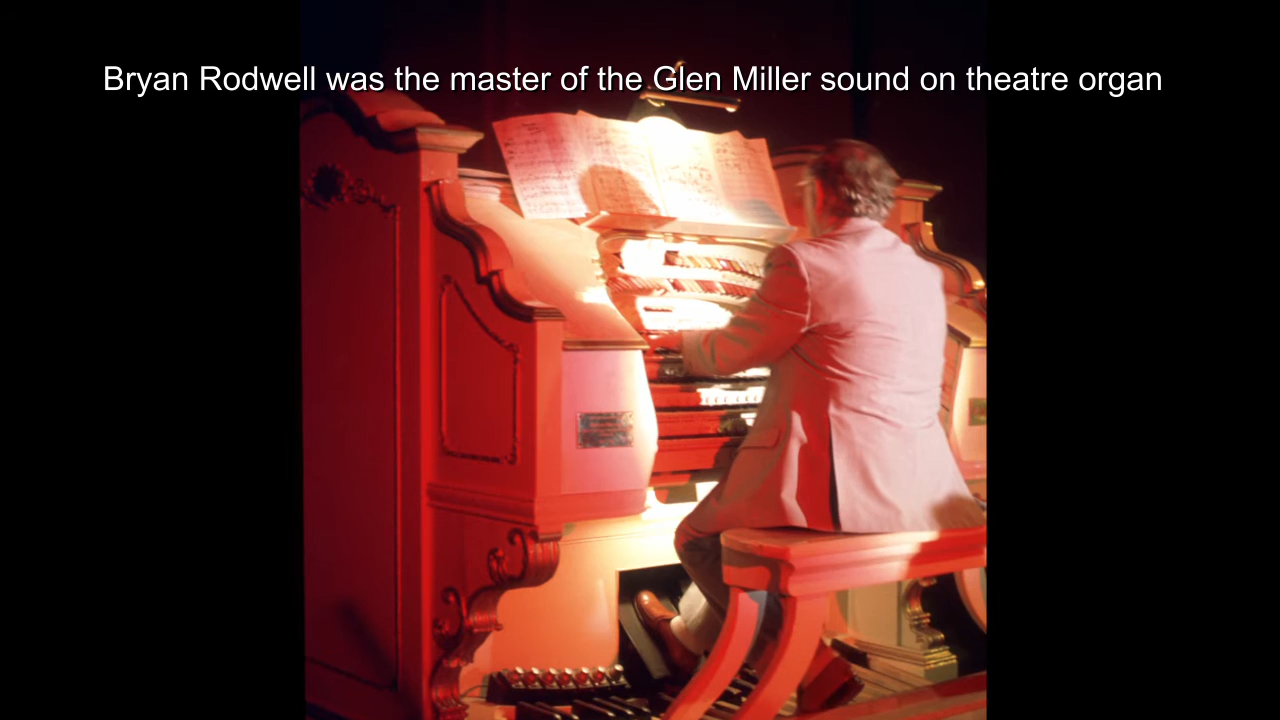 Bryan Rodwell was the master of the Glen Miller sound on theatre organ